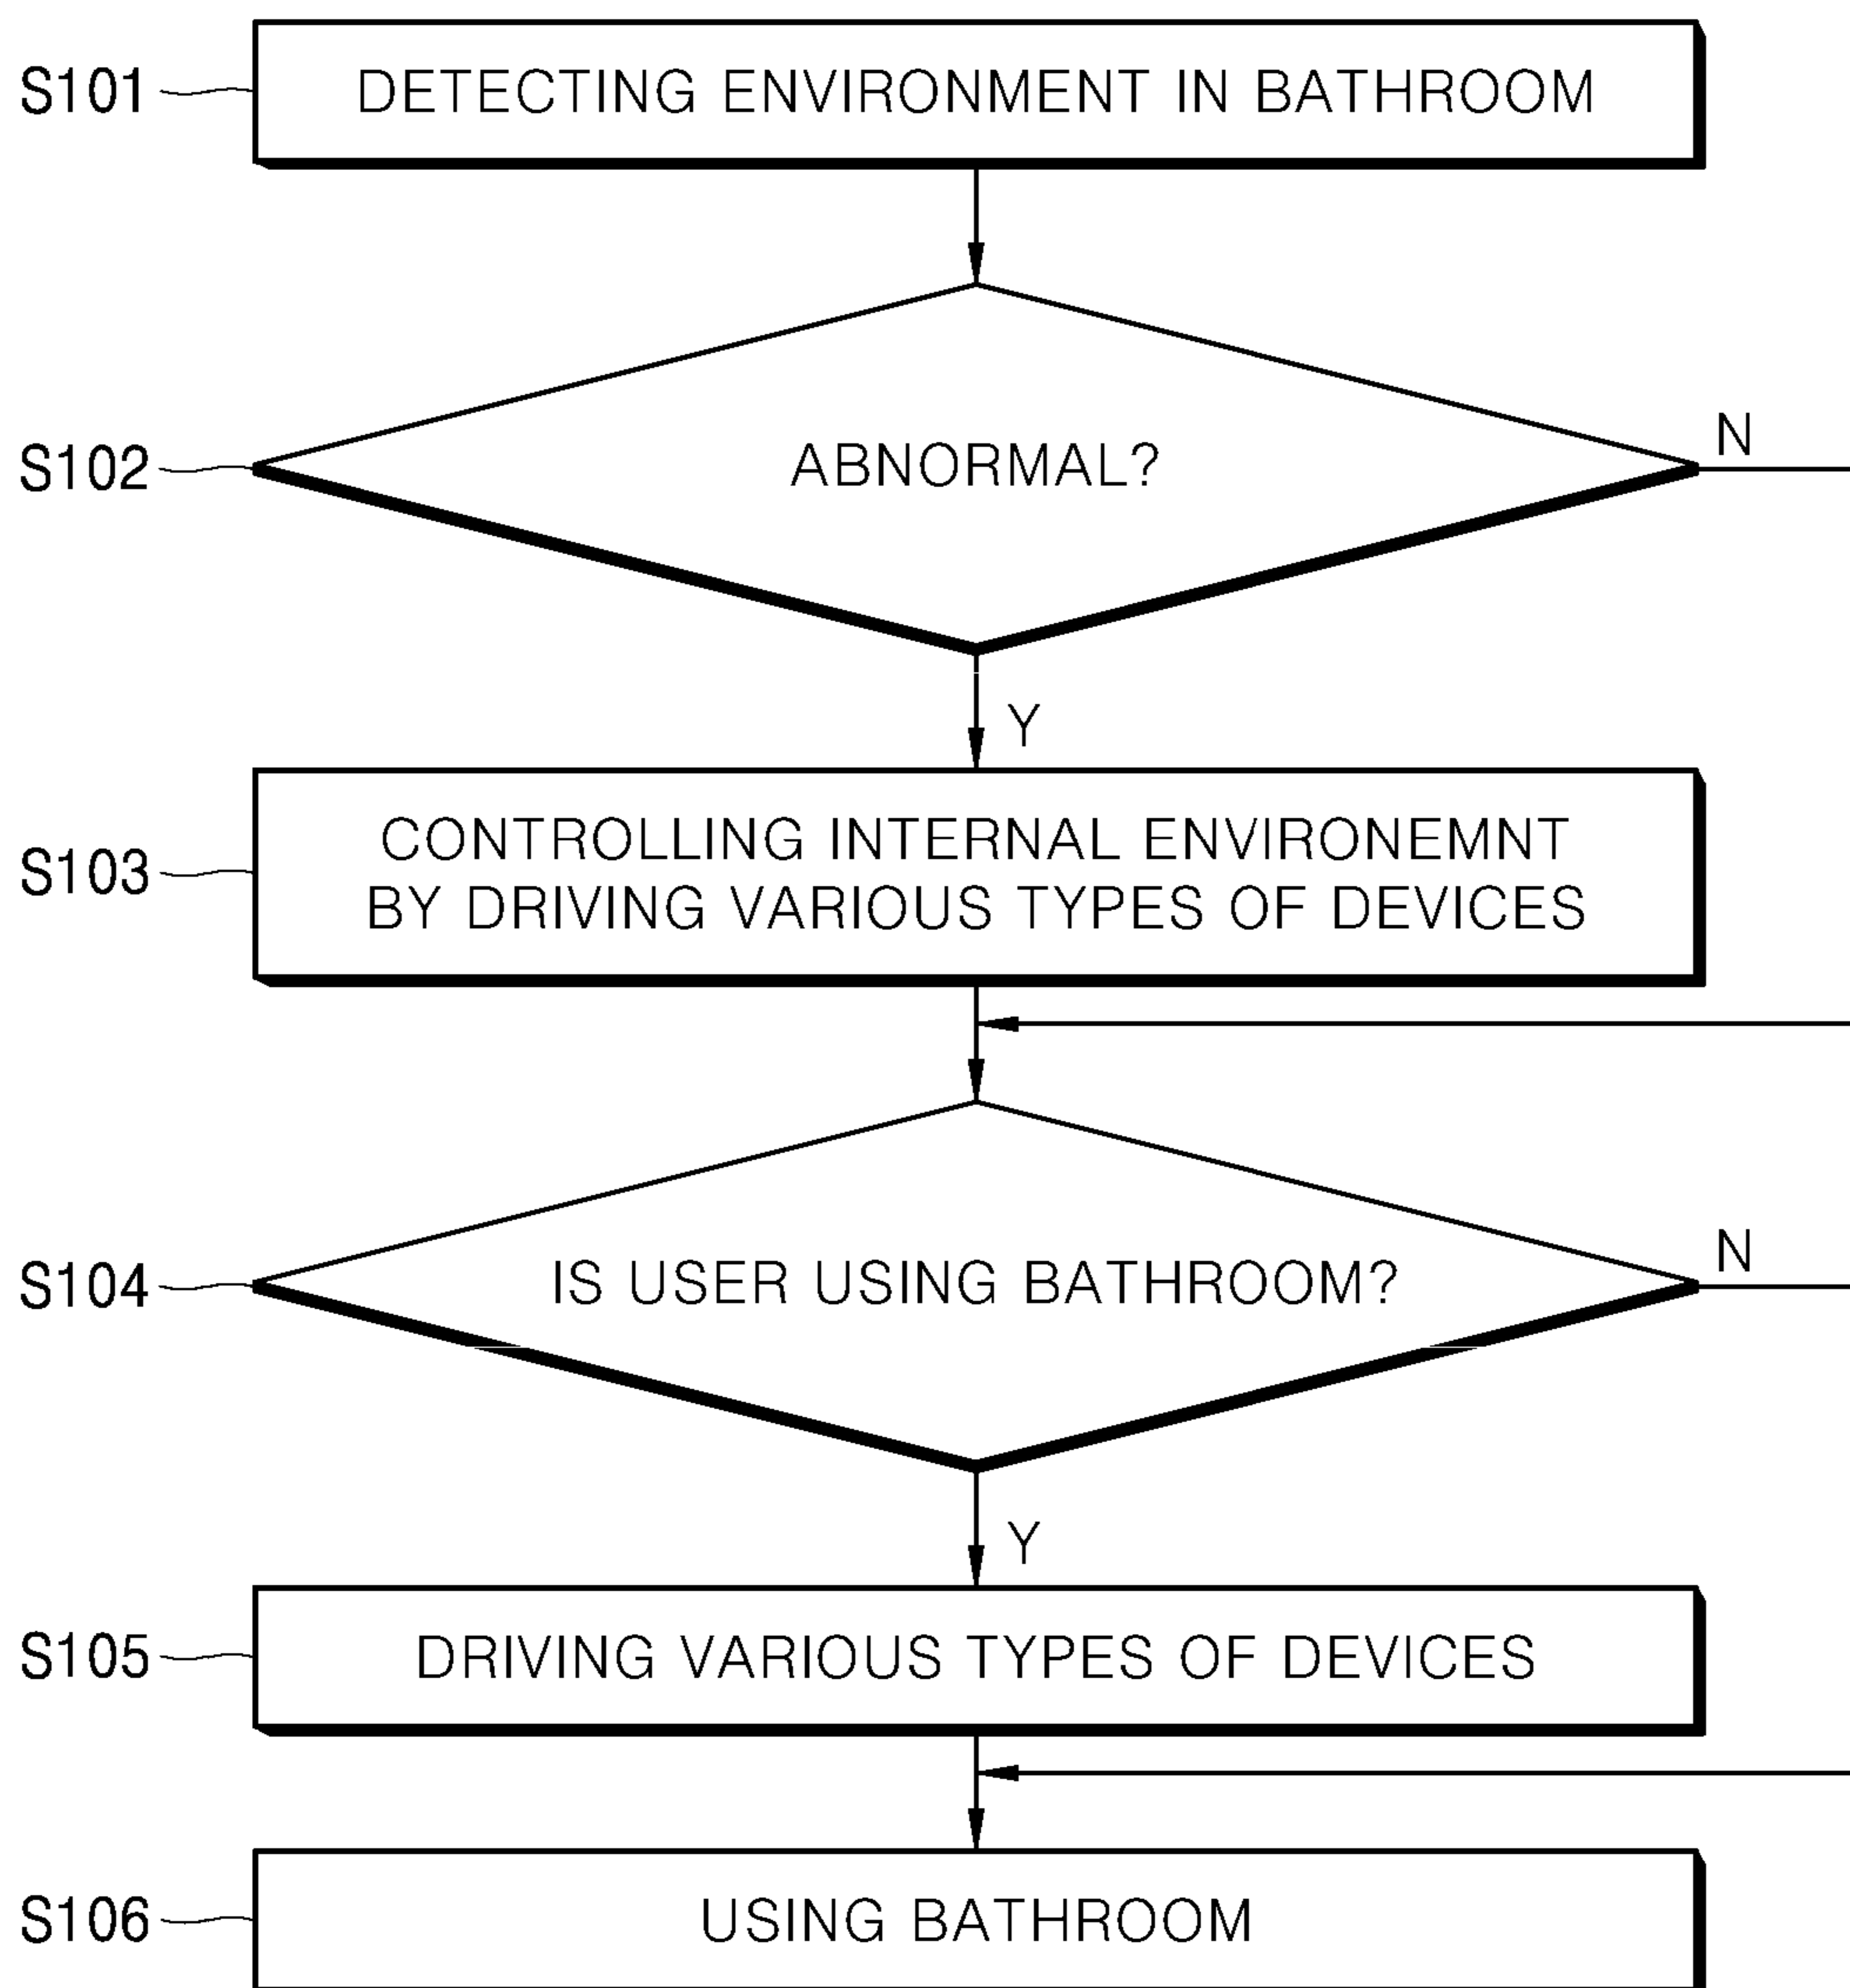 S101
DETECTING ENVIRONMENT IN BATHROOM
S102
ABNORMAL?
N
Y
S103
CONTROLLING INTERNAL ENVIRONEMNT
BY DRIVING VARIOUS TYPES OF DEVICES
S104
IS USER USING BATHROOM?
N
Y
S105
DRIVING VARIOUS TYPES OF DEVICES
S106
USING BATHROOM